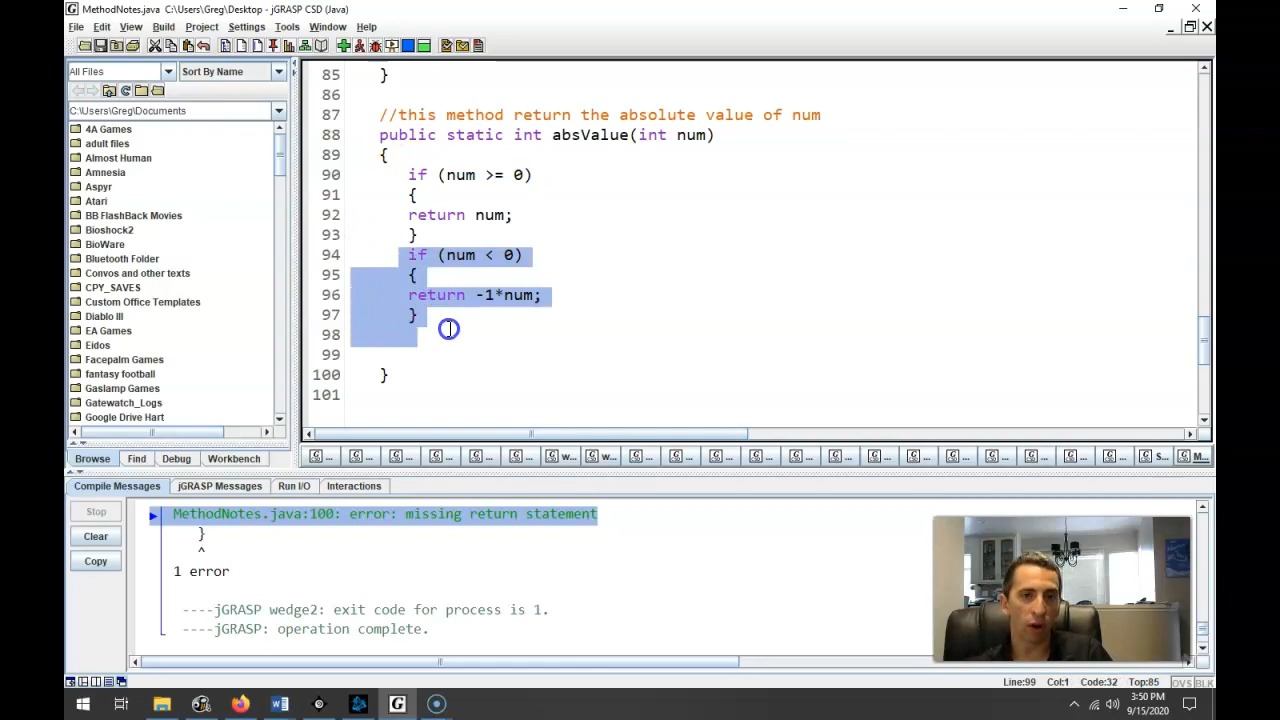 MethodNotes.java C:\Users\Greg\Desktop - jGRASP CSD (Java)
File Edit View Build Project Settings Tools Window Help
All Files Sort By Name
C:\Users\Greg\Documents
4A Games
adult files
Almost Human
Amnesia
Aspyr
Atari
BB FlashBack Movies
Bioshock2
BioWare
Bluetooth Folder
Convos and other texts
CPY_SAVES
Custom Office Templates
Diablo III
EA Games
Eidos
Facepalm Games
fantasy football
Gaslamp Games
Gatewatch_Logs
Google Drive Hart
Browse Find Debug Workbench
85 }
86
87 //this method return the absolute value of num
88 public static int absValue(int num)
89 {
90 if (num >= 0)
91 {
92 return num;
93 }
94 if (num < 0)
95 {
96 return -1*num;
97 }
98
99
100 }
101
G ... G ... G ... G ... G ... G ... G w... G w... G ... G ... G ... G ... G ... G ... G ... G ... G ... G ... G ... G ... G ... G S... G M...
Compile Messages jGRASP Messages Run I/O Interactions
Stop
Clear
Copy
MethodNotes.java:100: error: missing return statement
}
^
1 error
----jGRASP wedge2: exit code for process is 1.
----jGRASP: operation complete.
Line:99 Col:1 Code:32 Top:85 OVS BLK
3:50 PM
9/15/2020